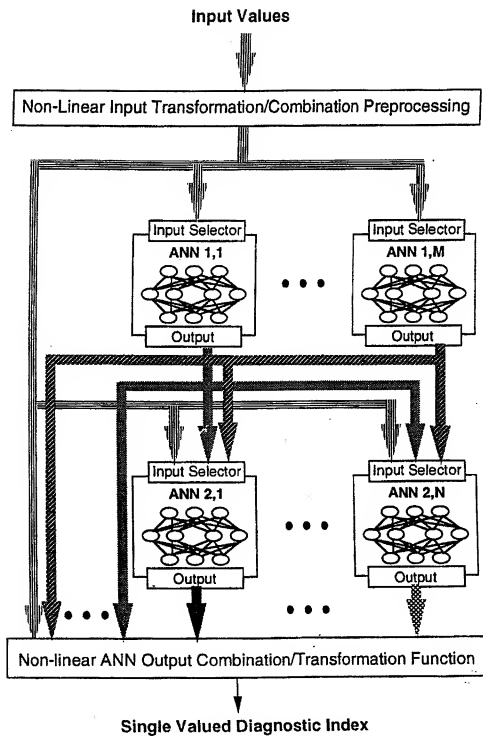 Input Values
Non-Linear Input Transformation/Combination Preprocessing
Input Selector
ANN 1,1
Output
Input Selector
ANN 1,M
Output
Input Selector
ANN 2,1
Output
Input Selector
ANN 2,N
Output
Non-linear ANN Output Combination/Transformation Function
Single Valued Diagnostic Index